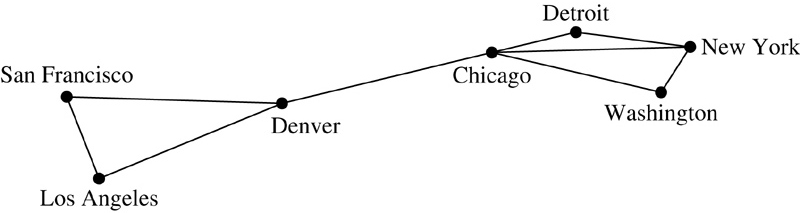 Detroit
New York
San Francisco
Chicago
Washington
Denver
Los Angeles